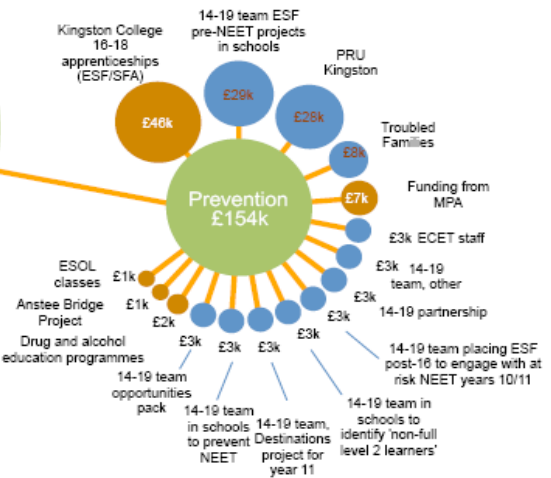 Kingston College
16-18
apprenticeships
(ESF/SFA)
£46k
14-19 team ESF
pre-NEET projects
in schools
£29k
PRU
Kingston
£28k
Troubled
Families
£8k
Funding from
MPA
£7k
Prevention
£154k
£3k ECET staff
£3k 14-19
team, other
£3k
14-19 partnership
£3k
14-19 team placing ESF
post-16 to engage with at
risk NEET years 10/11
£3k
14-19 team in
schools to
identify 'non-full
level 2 learners'
£3k
14-19 team,
Destinations
project for
year 11
£3k
14-19 team
in schools
to prevent
NEET
£3k
14-19 team
opportunities
pack
£2k
Drug and alcohol
education programmes
£1k
Anstee Bridge
Project
£1k
ESOL
classes